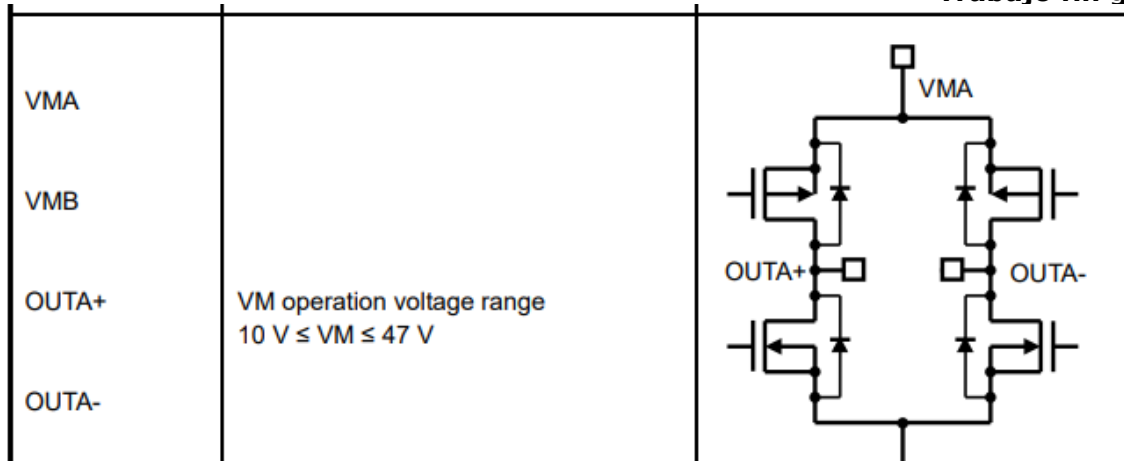 VMA
VMB
OUTA+
OUTA-
VM operation voltage range
10 V ≤ VM ≤ 47 V
VMA
OUTA+
OUTA-